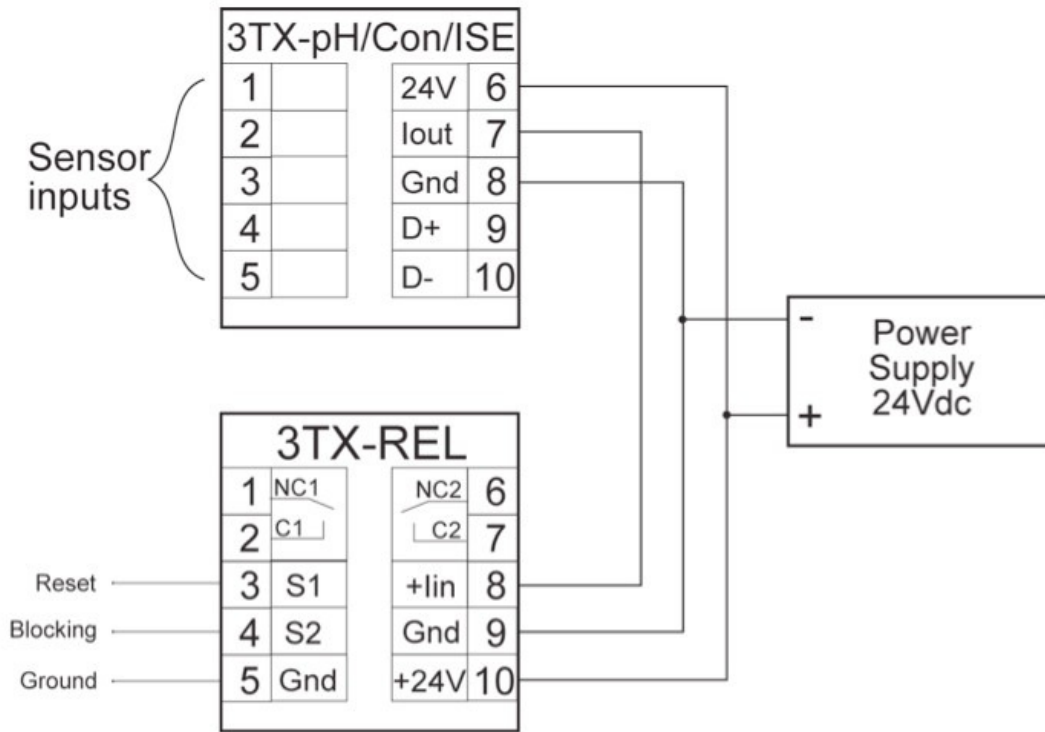 3TX-pH/Con/ISE
1 24V 6
2 Iout 7
3 Gnd 8
4 D+ 9
5 D- 10
Sensor
inputs
- Power
Supply
+ 24Vdc
3TX-REL
1 NC1 NC2 6
2 C1 C2 7
Reset 3 S1 +Iin 8
Blocking 4 S2 Gnd 9
Ground 5 Gnd +24V 10